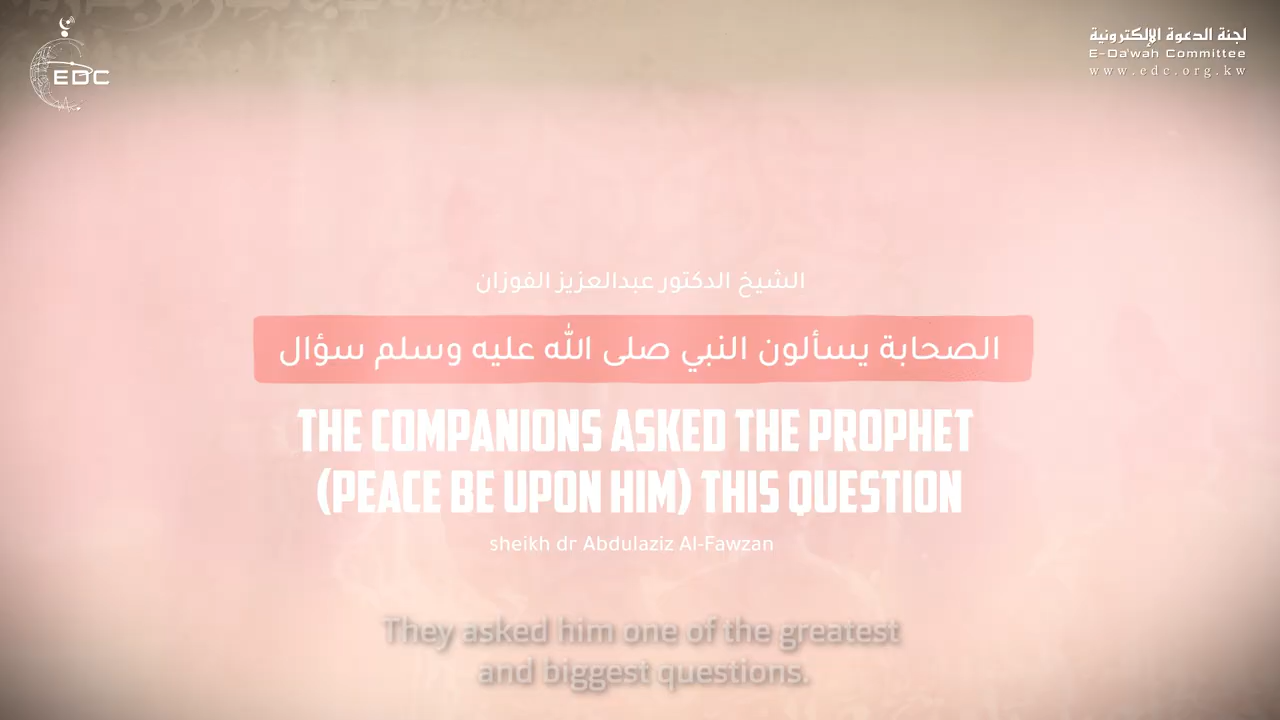 EDC
لجنة الدعوة الإلكترونية
E-Da'wah Committee
www.edc.org.kw
الشيخ الدكتور عبدالعزيز الفوزان
الصحابة يسألون النبي صلى الله عليه وسلم سؤال
THE COMPANIONS ASKED THE PROPHET
(PEACE BE UPON HIM) THIS QUESTION
sheikh dr Abdulaziz Al-Fawzan
They asked him one of the greatest
and biggest questions.